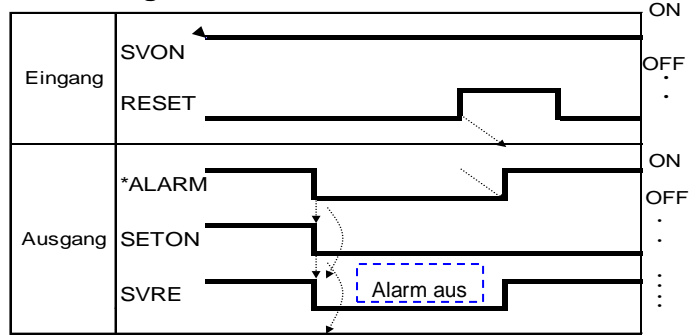 ON
SVON
OFF
Eingang
RESET
ON
*ALARM
OFF
Ausgang
SETON
Alarm aus
SVRE